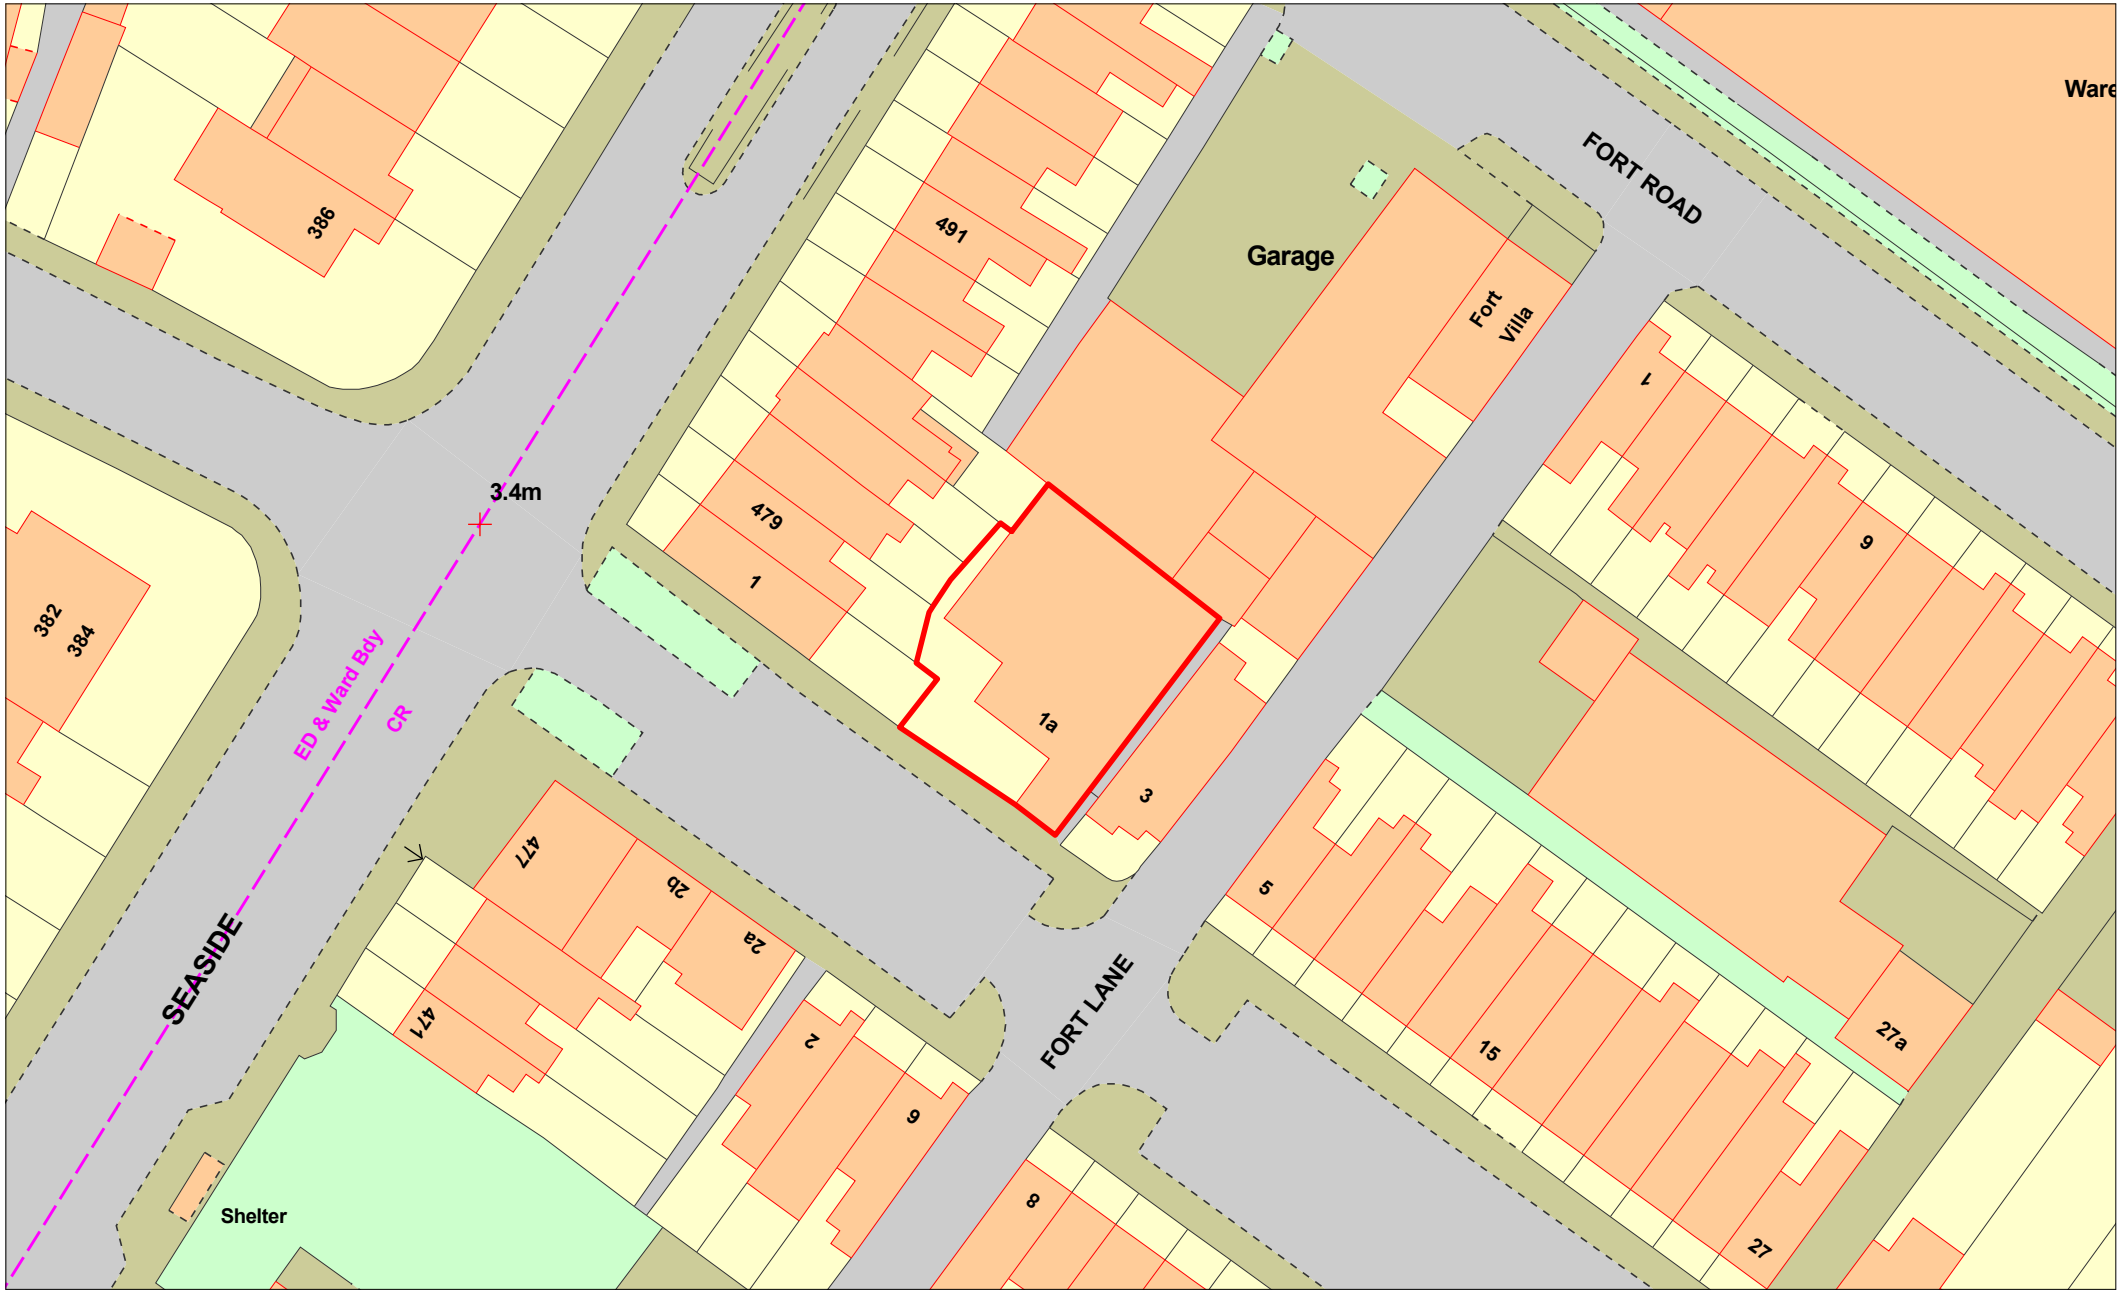 Ware
FORT ROAD
386
491
Garage
Fort
Villa
1
3.4m
479
9
1
382
384
ED & Ward Bdy
CR
1a
3
477
2b
2a
5
SEASIDE
471
FORT LANE
2
6
15
27a
8
Shelter
27